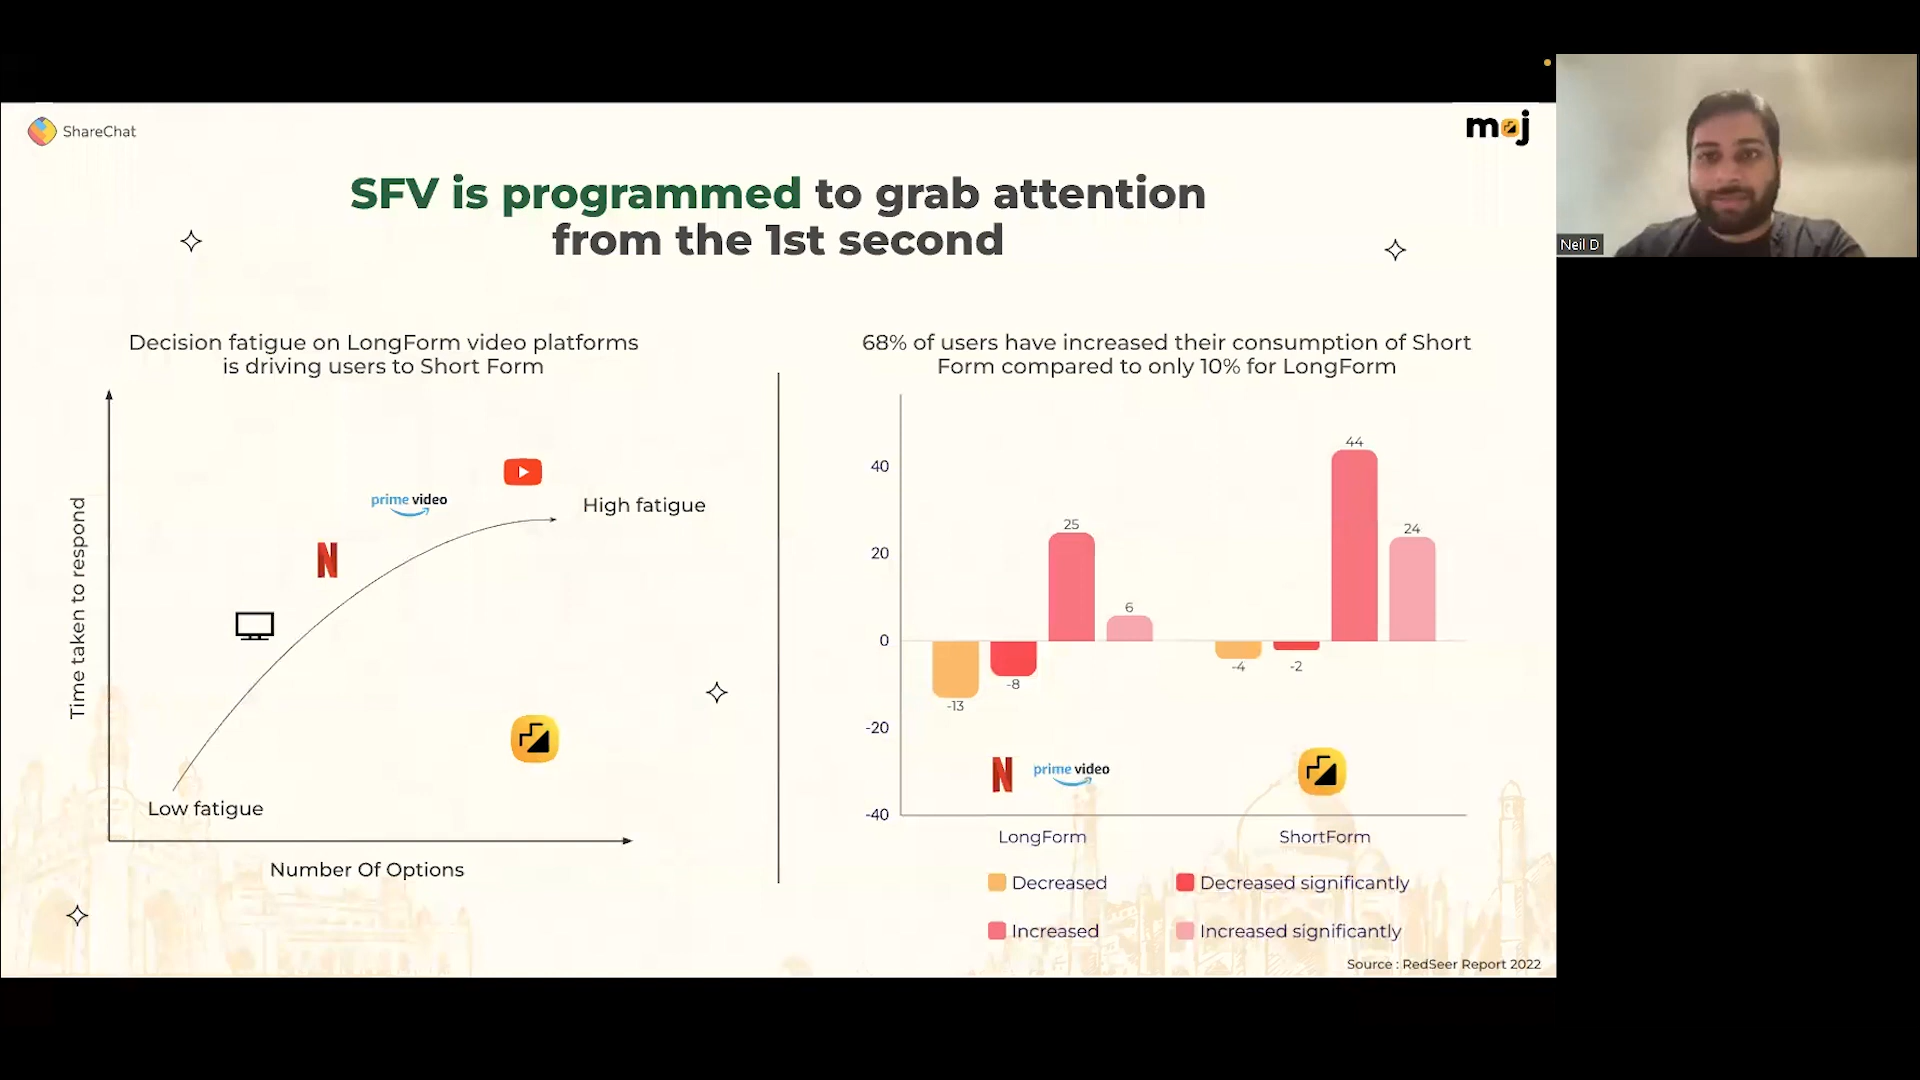 ShareChat
moj
SFV is programmed to grab attention
from the 1st second
Decision fatigue on LongForm video platforms
is driving users to Short Form
Time taken to respond
prime video
N
High fatigue
Low fatigue
Number Of Options
68% of users have increased their consumption of Short
Form compared to only 10% for LongForm
40
20
0
-20
-40
-13
-8
25
6
-4
-2
44
24
N
prime video
LongForm
ShortForm
Decreased
Decreased significantly
Increased
Increased significantly
Source : RedSeer Report 2022
Neil D